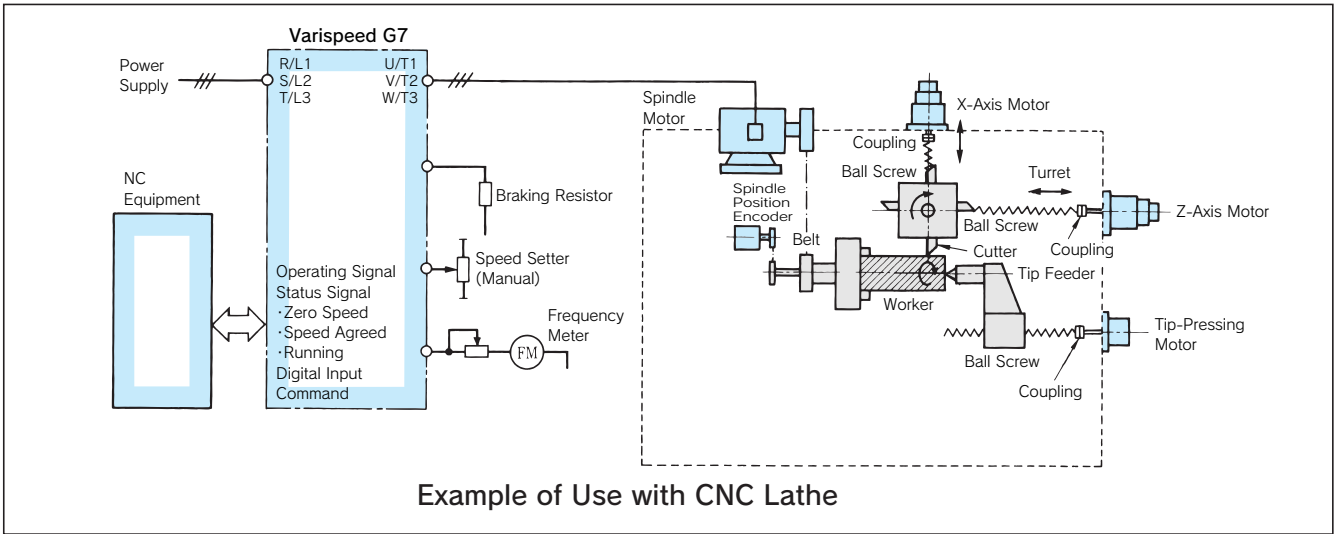 Varispeed G7
Power
Supply
R/L1
S/L2
T/L3
U/T1
V/T2
W/T3
NC
Equipment
Braking Resistor
Speed Setter
(Manual)
Operating Signal
Status Signal
·Zero Speed
·Speed Agreed
·Running
Digital Input
Command
Frequency
Meter
FM
Spindle
Motor
X-Axis Motor
Coupling
Ball Screw
Turret
Spindle
Position
Encoder
Z-Axis Motor
Ball Screw
Coupling
Belt
Cutter
Tip Feeder
Worker
Tip-Pressing
Motor
Ball Screw
Coupling
Example of Use with CNC Lathe